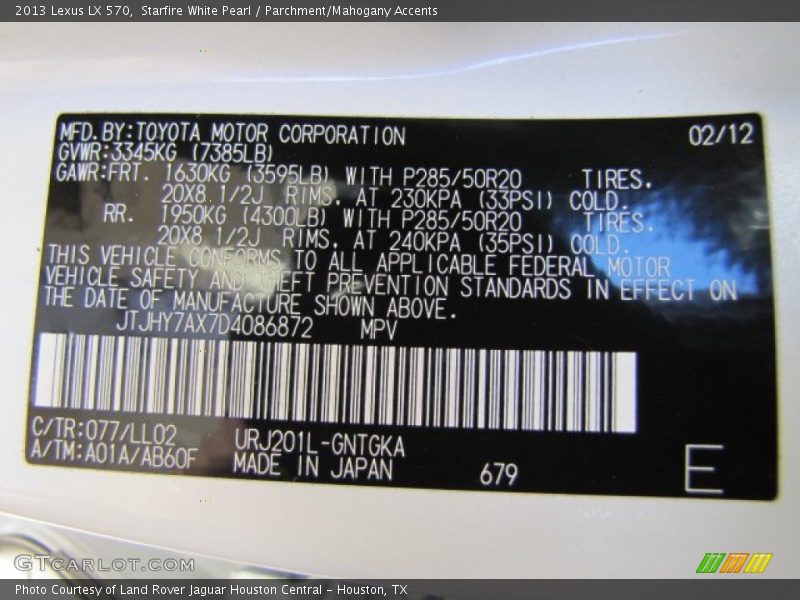 2013 Lexus LX 570, Starfire White Pearl / Parchment/Mahogany Accents
MFD.BY:TOYOTA MOTOR CORPORATION 02/12
GVWR:3345KG (7385LB)
GAWR:FRT. 1630KG (3595LB) WITH P285/50R20 TIRES.
20X8 1/2J RIMS. AT 230KPA (33PSI) COLD.
RR. 1950KG (4300LB) WITH P285/50R20 TIRES.
20X8 1/2J RIMS. AT 240KPA (35PSI) COLD.
THIS VEHICLE CONFORMS TO ALL APPLICABLE FEDERAL MOTOR
VEHICLE SAFETY AND THEFT PREVENTION STANDARDS IN EFFECT ON
THE DATE OF MANUFACTURE SHOWN ABOVE.
JTJHY7AX7D4086872 MPV
C/TR:077/LL02 URJ201L-GNTGKA
A/TM:A01A/AB60F MADE IN JAPAN 679 E
GTCARLOT.COM
Photo Courtesy of Land Rover Jaguar Houston Central - Houston, TX